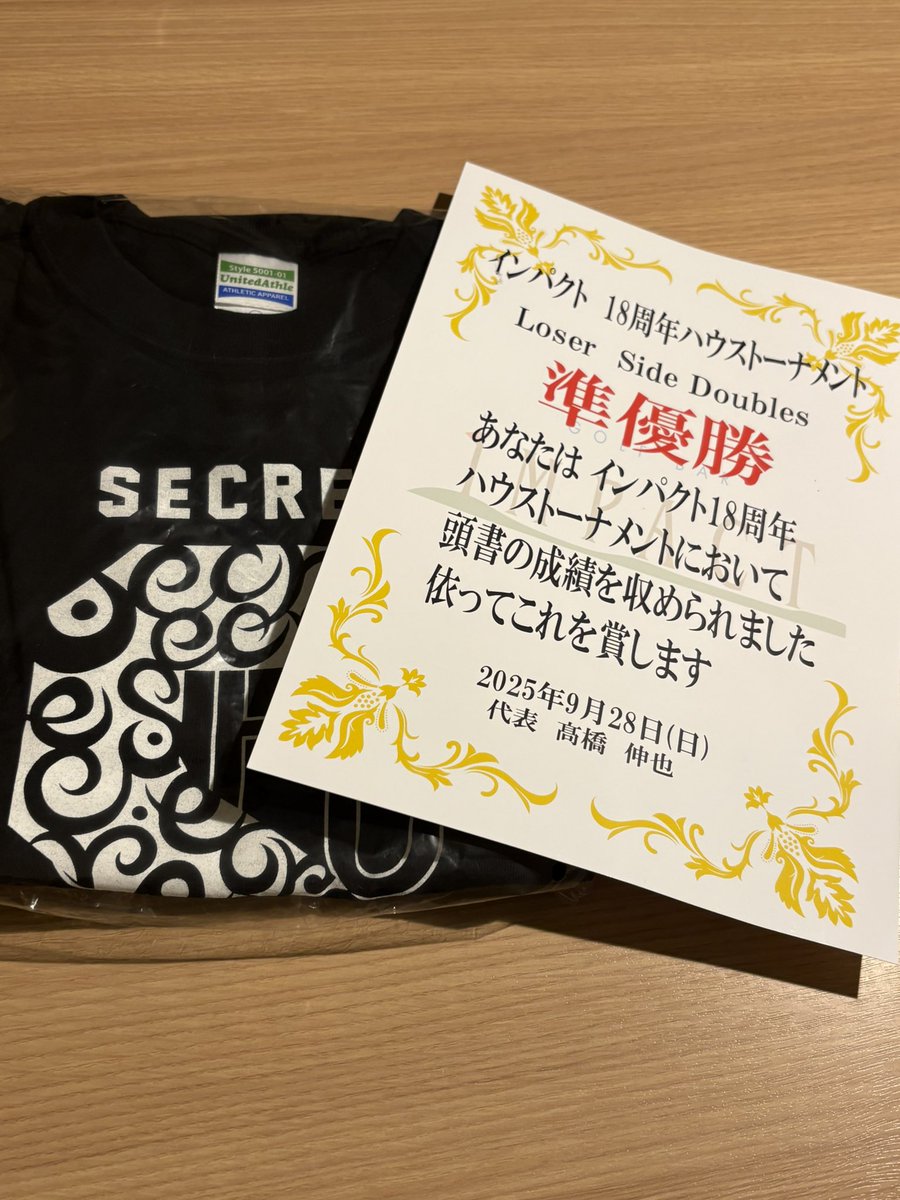 Style 5001-01
UnitedAthle
ATHLETIC APPAREL
SECRE
インパクト 18周年ハウストーナメント
Loser Side Doubles
準優勝
あなたは インパクト18周年
ハウストーナメントにおいて
頭書の成績を収められました
依ってこれを賞します
2025年9月28日(日)
代表 髙橋 伸也
IMPACT